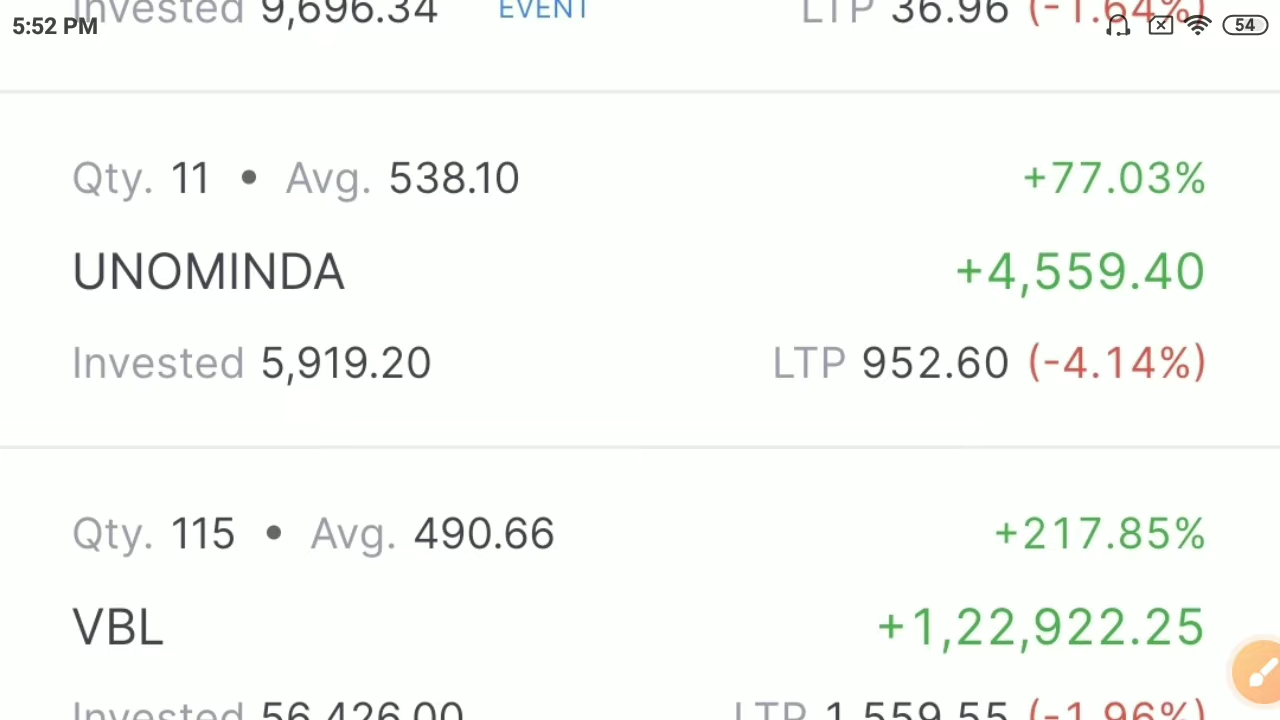 5:52 PM
54
Invested 9,696.34 EVENT LTP 36.96 (-1.64%)
Qty. 11 • Avg. 538.10 +77.03%
UNOMINDA +4,559.40
Invested 5,919.20 LTP 952.60 (-4.14%)
Qty. 115 • Avg. 490.66 +217.85%
VBL +1,22,922.25
Invested 56,426.00 LTP 1,559.55 (-1.96%)